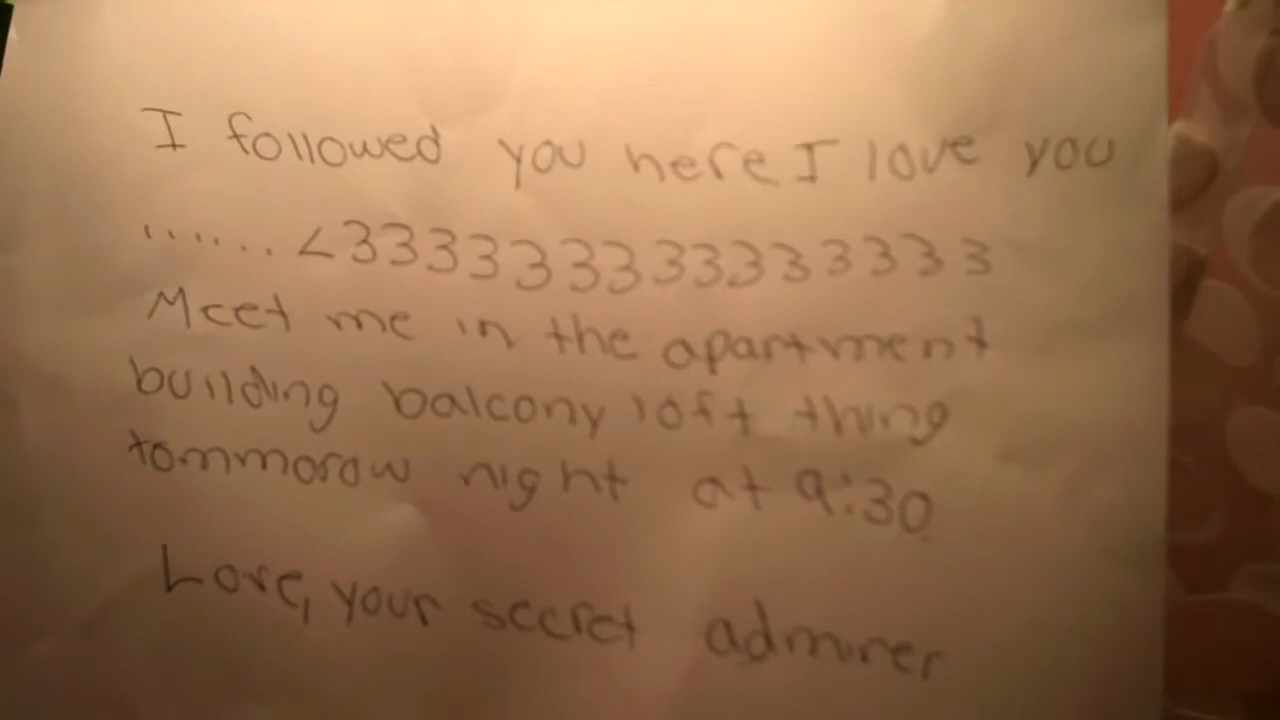 I followed you here I love you
...... <333333333333333
Meet me in the apartment
building balcony loft thing
tommorow night at 9:30
Love, your secret admirer